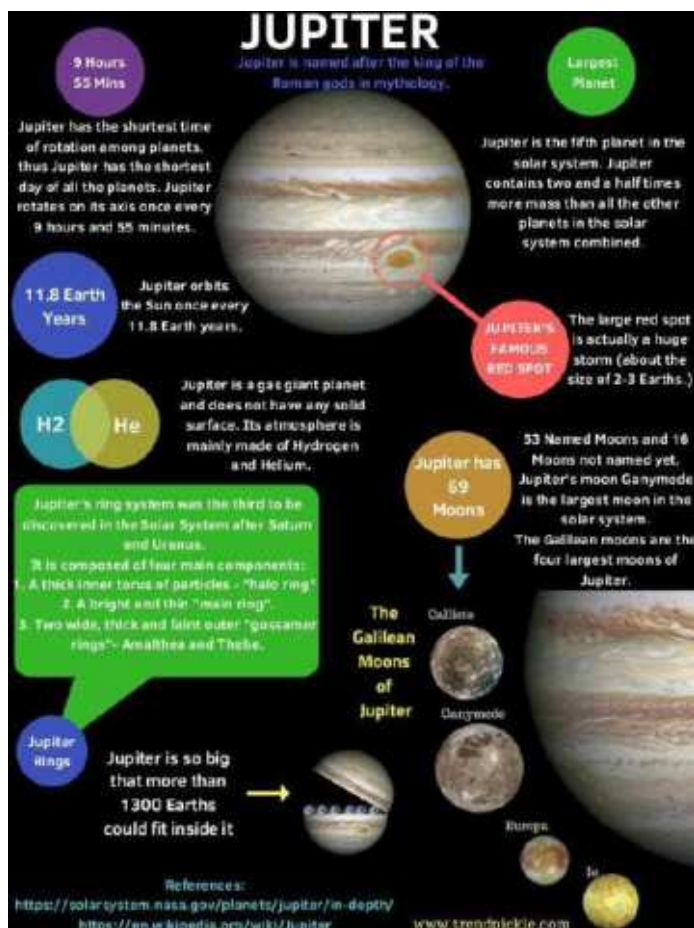 JUPITER
Jupiter is named after the king of the
Roman gods in mythology.
9 Hours
55 Mins
Jupiter has the shortest time
of rotation among planets,
thus Jupiter has the shortest
day of all the planets. Jupiter
rotates on its axis once every
9 hours and 55 minutes.
Largest
Planet
Jupiter is the fifth planet in the
solar system. Jupiter
contains two and a half times
more mass than all the other
planets in the solar
system combined.
11.8 Earth
Years
Jupiter orbits
the Sun once every
11.8 Earth years.
JUPITER'S
FAMOUS
RED SPOT
The large red spot
is actually a huge
storm (about the
size of 2-3 Earths.)
H2
He
Jupiter is a gas giant planet
and does not have any solid
surface. Its atmosphere is
mainly made of Hydrogen
and Helium.
Jupiter has
69
Moons
53 Named Moons and 16
Moons not named yet.
Jupiter's moon Ganymede
is the largest moon in the
solar system.
The Galilean moons are the
four largest moons of
Jupiter.
Jupiter's ring system was the third to be
discovered in the Solar System after Saturn
and Uranus.
It is composed of four main components:
1. A thick inner torus of particles - "halo ring"
2. A bright and thin "main ring".
3. Two wide, thick and faint outer "gossamer
rings"- Amalthea and Thebe.
Jupiter
Rings
The
Galilean
Moons
of
Jupiter
Callisto
Ganymede
Europa
Io
Jupiter is so big
that more than
1300 Earths
could fit inside it
References:
https://solarsystem.nasa.gov/planets/jupiter/in-depth/
https://en.wikipedia.org/wiki/Jupiter
www.trendpickle.com